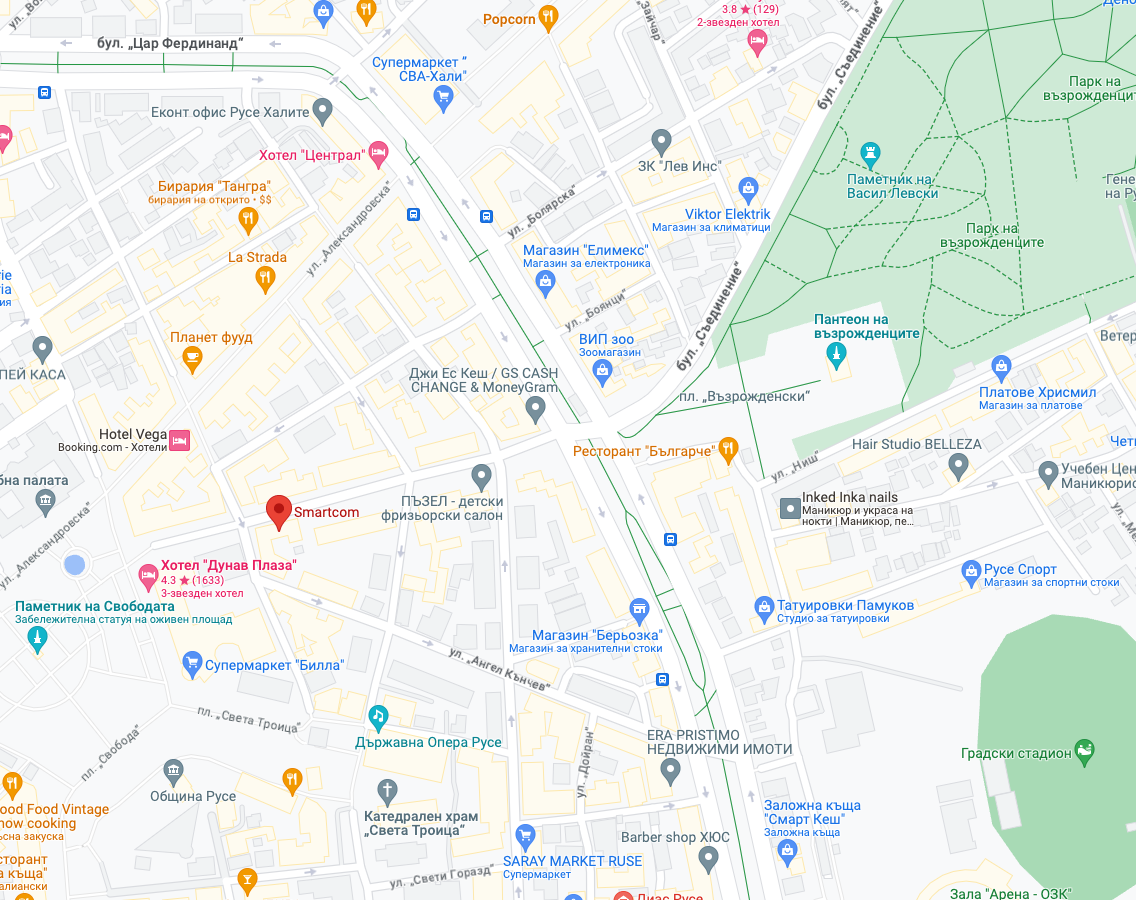 бул. „Цар Фердинанд“
Popcorn
3.8 ★ (129)
2-звезден хотел
бул. „Съединение“
Супермаркет “
СВА-Хали"
Еконт офис Русе Халите
Хотел "Централ"
Бирария "Тангра"
бирария на открито • $$
La Strada
ул. „Александровска“
ул. „Болярска“
ЗК "Лев Инс"
Viktor Elektrik
Магазин за климатици
Парк на
Паметник на
Васил Левски
Парк на
възрожденците
Магазин "Елимекс"
Магазин за електроника
ул. „Боянци“
Планет фууд
ВИП зоо
Зоомагазин
бул. „Съединение“
Пантеон на
възрожденците
Джи Ес Кеш / GS CASH
CHANGE & MoneyGram
пл. „Възрожденски“
Платове Хрисмил
Магазин за платове
Hotel Vega
Booking.com - Хотели
Ресторант "Българче"
Hair Studio BELLEZA
ул. „Ниш“
Smartcom
ПЪЗЕЛ - детски
фризьорски салон
Inked Inka nails
Маникюр и украса на
нокти | Маникюр, пе…
ул. „Александровска“
Хотел "Дунав Плаза"
4.3 ★ (1633)
3-звезден хотел
Паметник на Свободата
Забележителна статуя на оживен площад
Русе Спорт
Магазин за спортни стоки
Татуировки Памуков
Студио за татуировки
Магазин "Берьозка"
Магазин за хранителни стоки
Супермаркет "Билла"
ул. „Ангел Кънчев“
пл. „Света Троица“
пл. „Свобода“
Държавна Опера Русе
ERA PRISTIMO
НЕДВИЖИМИ ИМОТИ
ул. „Дойран“
Градски стадион
Община Русе
Катедрален храм
„Света Троица“
Заложна къща
"Смарт Кеш"
Заложна къща
Barber shop ХЮС
SARAY MARKET RUSE
Супермаркет
ул. „Свети Горазд“
Диас Русе
Зала "Арена - ОЗК"